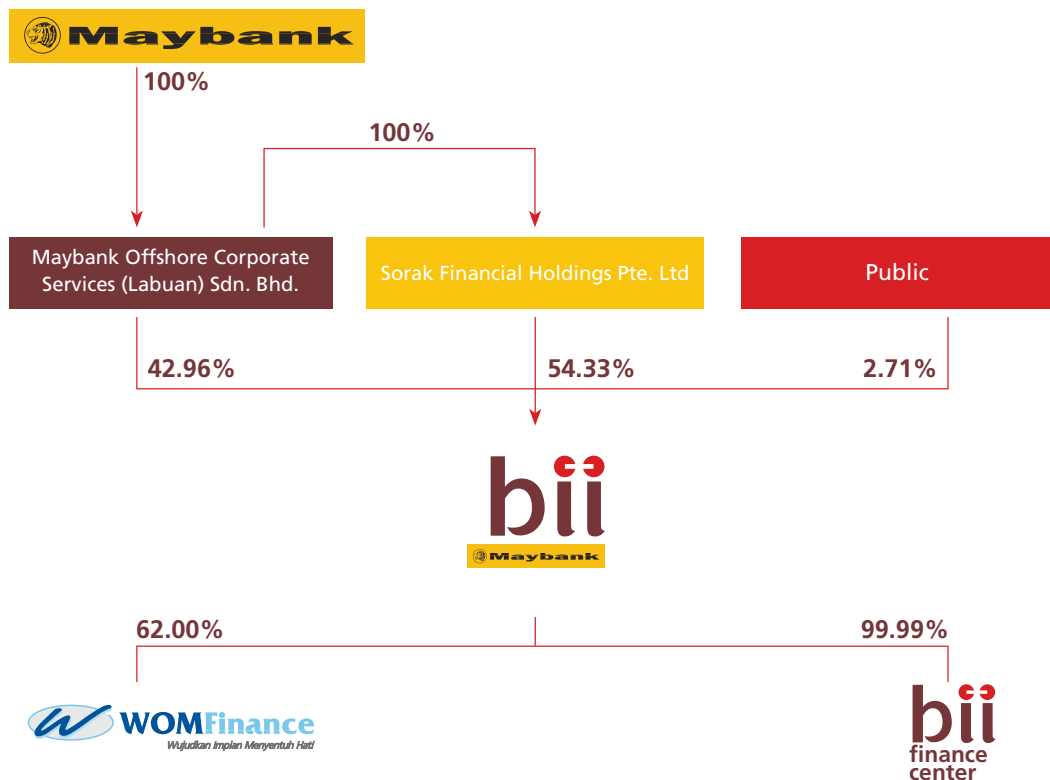 Maybank
100%
100%
Maybank Offshore Corporate
Services (Labuan) Sdn. Bhd.
Sorak Financial Holdings Pte. Ltd
Public
42.96%
54.33%
2.71%
bii
Maybank
62.00%
99.99%
WOMFinance
Wujudkan Impian Menyentuh Hati
bii
finance
center